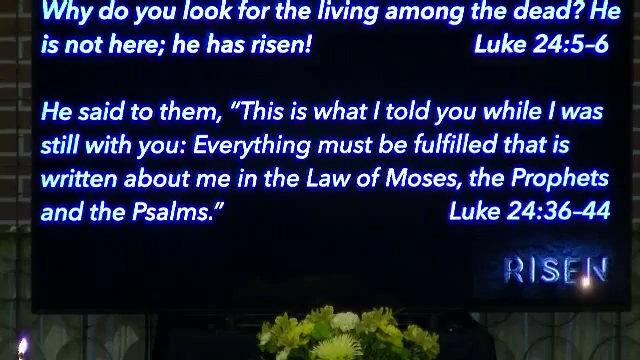 Why do you look for the living among the dead? He
is not here; he has risen! Luke 24:5-6
He said to them, “This is what I told you while I was
still with you: Everything must be fulfilled that is
written about me in the Law of Moses, the Prophets
and the Psalms.” Luke 24:36-44
RISEN